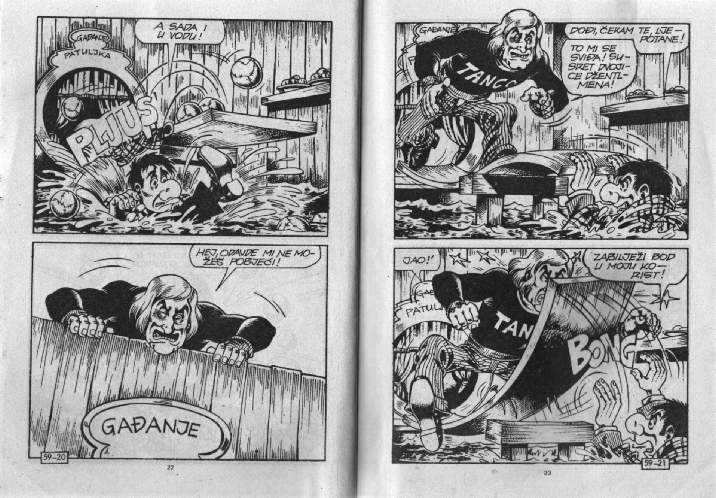 A SADA I
U VODU!
GAĐANJE
PATULJKA
PLJUS
HEJ, ODAVDE MI NE MO-
ŽEŠ POBJEĆI!
GAĐANJE
59-20
22
GAĐANJE
DOĐI, ČEKAM TE, LJE-
POTANE!
TO MI SE
SVIĐA! SU-
SRET DVOJI-
CE DŽENTL-
MENA!
TANGO
JAO!
ZABILJEŽI BOD
U MOJU KO-
RIST!
PATULJ
TAN
BONG
59-21
23